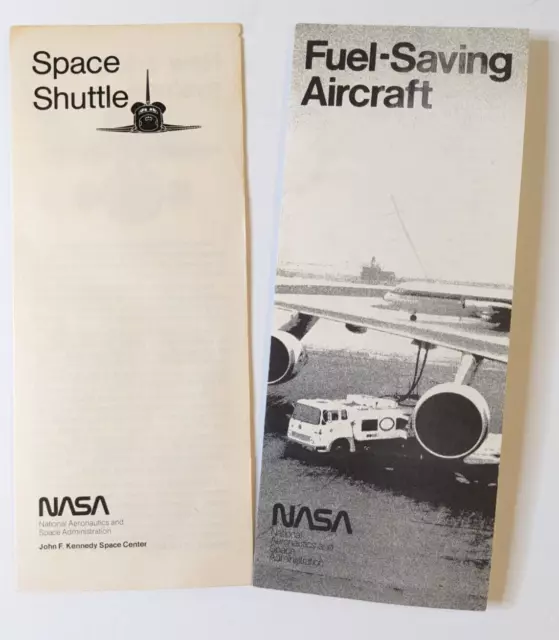 Space
Shuttle
NASA
National Aeronautics and
Space Administration
John F. Kennedy Space Center
Fuel-Saving
Aircraft
NASA
National
Aeronautics and
Space
Administration